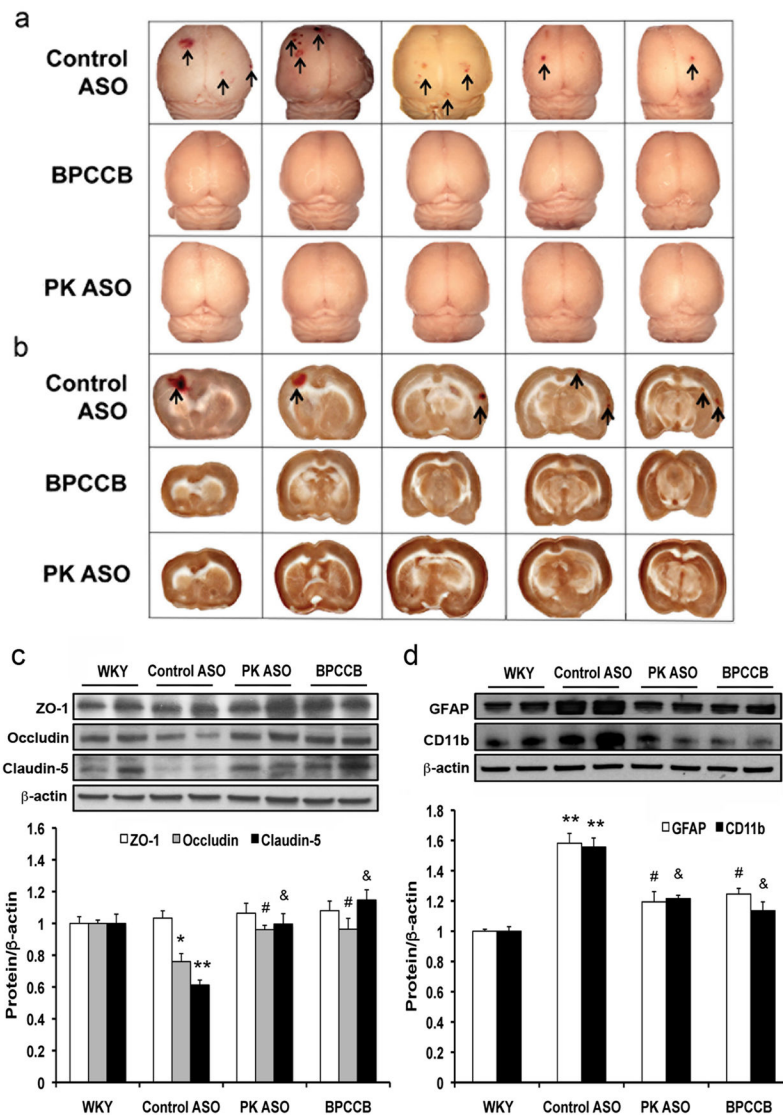 a
Control
ASO
BPCCB
PK ASO
b
Control
ASO
BPCCB
PK ASO
c
WKY Control ASO PK ASO BPCCB
ZO-1
Occludin
Claudin-5
β-actin
1.6
ZO-1 Occludin Claudin-5
1.4
1.2
1
0.8
0.6
0.4
0.2
0
Protein/β-actin
* ** # & # &
WKY Control ASO PK ASO BPCCB
d
WKY Control ASO PK ASO BPCCB
GFAP
CD11b
β-actin
1.8
GFAP CD11b
1.6
1.4
1.2
1
0.8
0.6
0.4
0.2
0
Protein/β-actin
** ** # & # &
WKY Control ASO PK ASO BPCCB